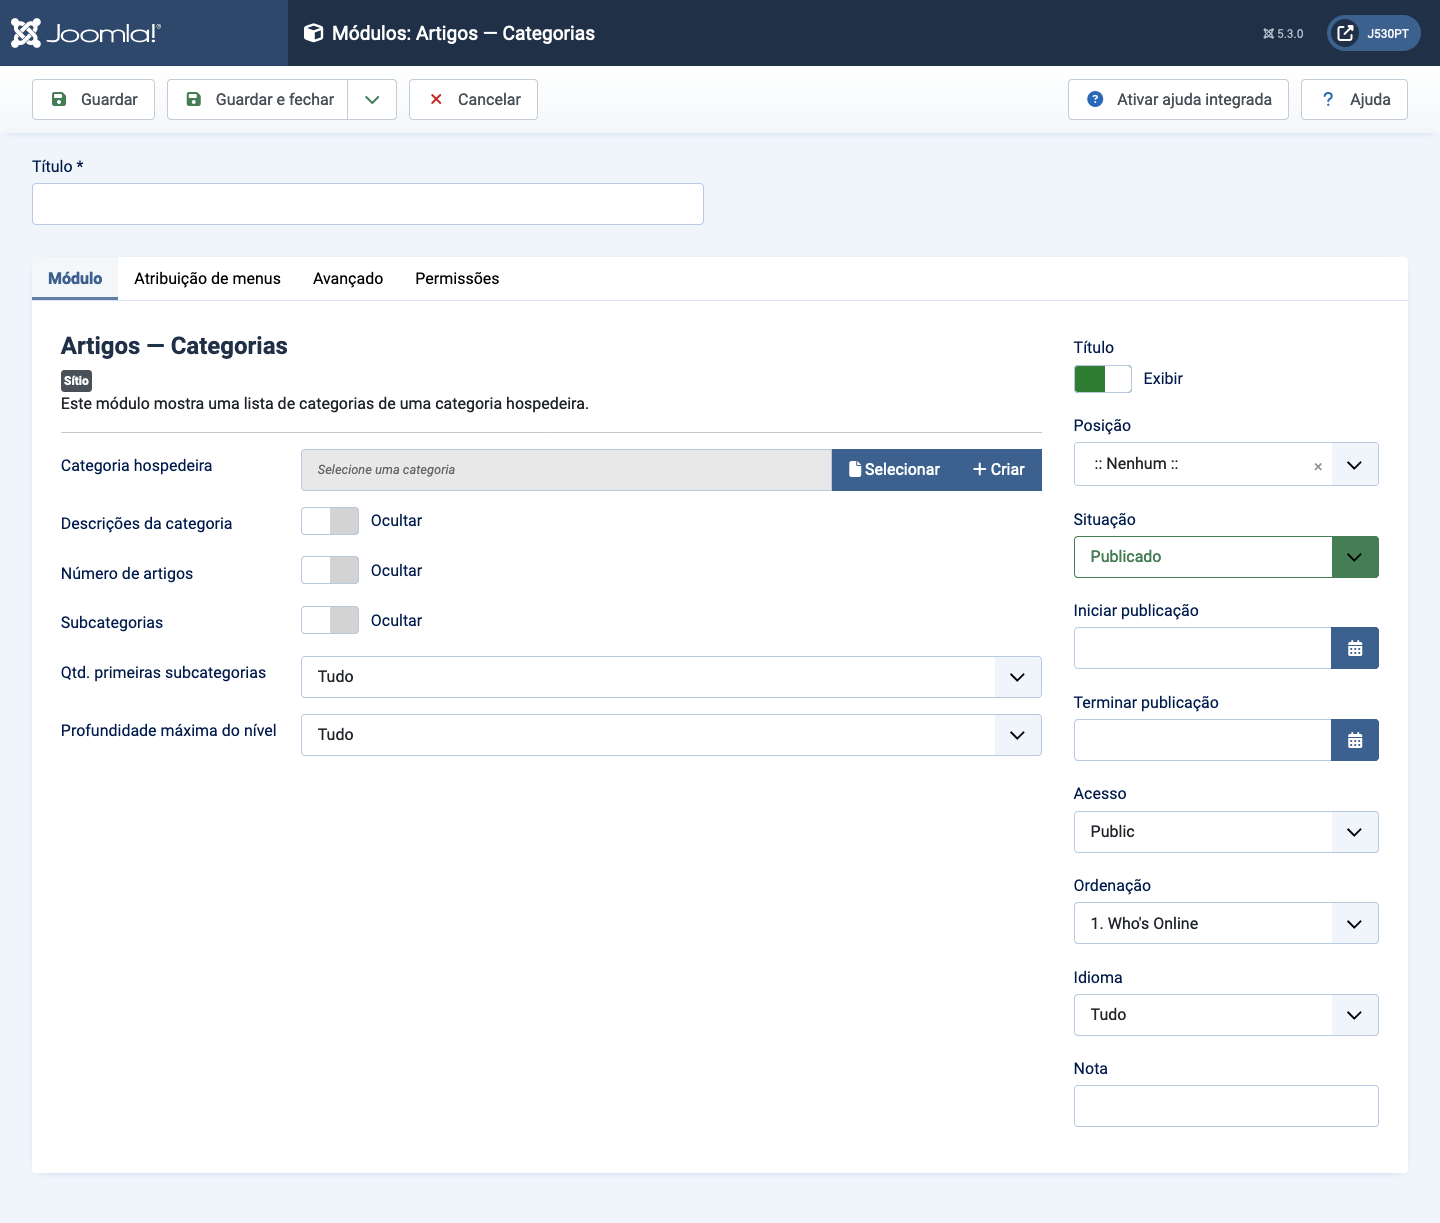 Joomla!®
Módulos: Artigos — Categorias
5.3.0
J530PT
Guardar
Guardar e fechar
Cancelar
Ativar ajuda integrada
? Ajuda
Título *
Módulo
Atribuição de menus
Avançado
Permissões
Artigos — Categorias
Sítio
Este módulo mostra uma lista de categorias de uma categoria hospedeira.
Categoria hospedeira
Selecione uma categoria
Selecionar
+ Criar
Descrições da categoria
Ocultar
Número de artigos
Ocultar
Subcategorias
Ocultar
Qtd. primeiras subcategorias
Tudo
Profundidade máxima do nível
Tudo
Título
Exibir
Posição
:: Nenhum ::
×
Situação
Publicado
Iniciar publicação
Terminar publicação
Acesso
Public
Ordenação
1. Who's Online
Idioma
Tudo
Nota